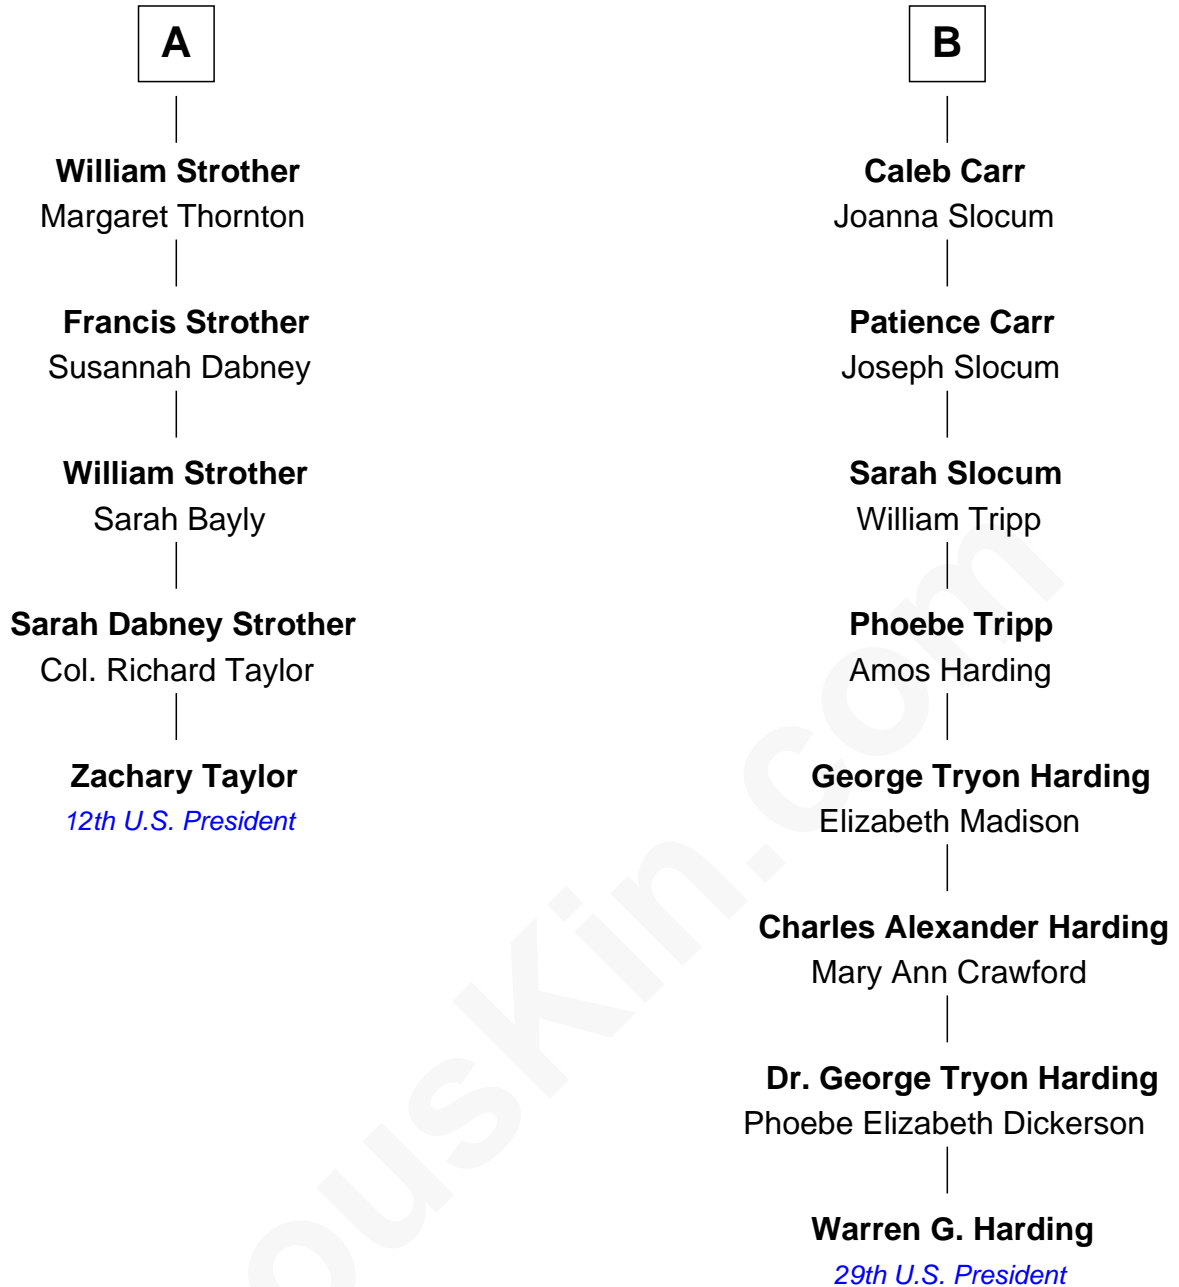 A
William Strother
Margaret Thornton
Francis Strother
Susannah Dabney
William Strother
Sarah Bayly
Sarah Dabney Strother
Col. Richard Taylor
Zachary Taylor
12th U.S. President
B
Caleb Carr
Joanna Slocum
Patience Carr
Joseph Slocum
Sarah Slocum
William Tripp
Phoebe Tripp
Amos Harding
George Tryon Harding
Elizabeth Madison
Charles Alexander Harding
Mary Ann Crawford
Dr. George Tryon Harding
Phoebe Elizabeth Dickerson
Warren G. Harding
29th U.S. President
ousKin.com